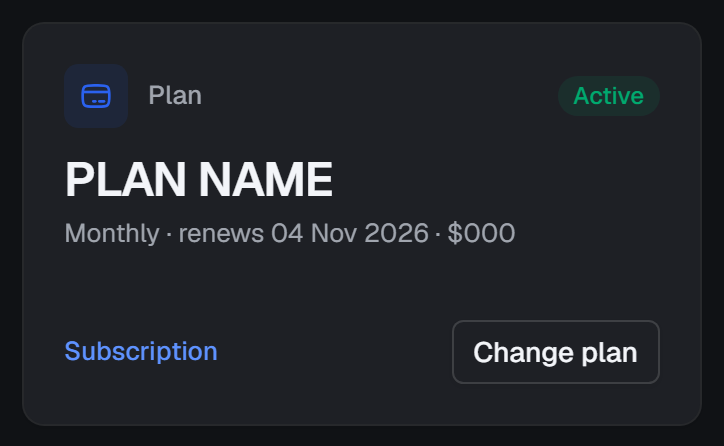 Plan
Active
PLAN NAME
Monthly · renews 04 Nov 2026 · $000
Subscription
Change plan